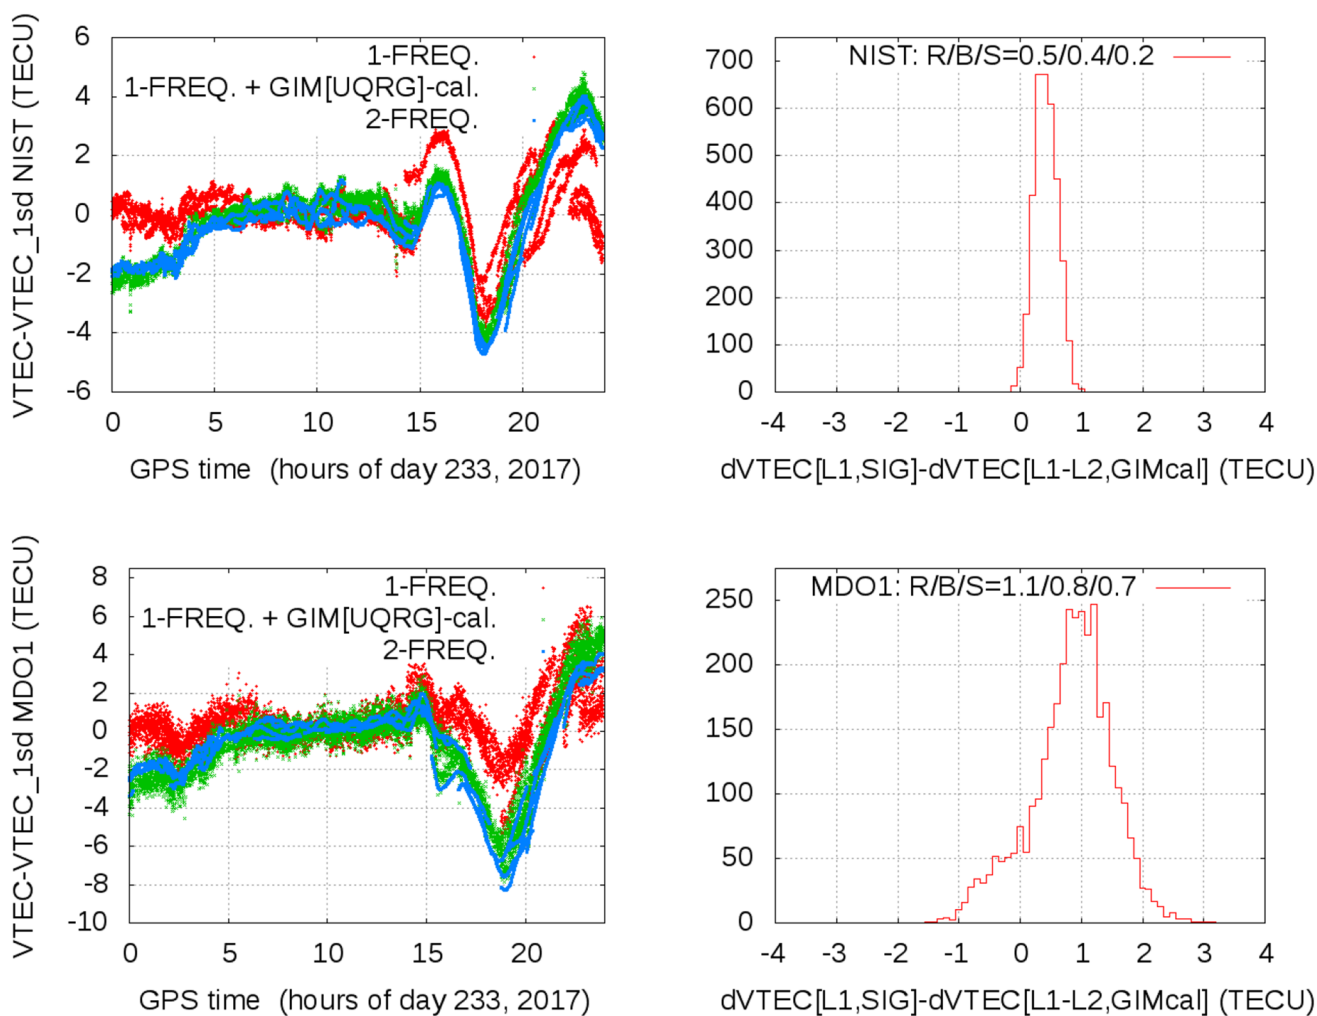 VTEC-VTEC_1sd NIST (TECU)
6
4
2
0
-2
-4
-6
1-FREQ.
1-FREQ. + GIM[UQRG]-cal.
2-FREQ.
0 5 10 15 20
GPS time (hours of day 233, 2017)
700
600
500
400
300
200
100
0
NIST: R/B/S=0.5/0.4/0.2
-4 -3 -2 -1 0 1 2 3 4
dVTEC[L1,SIG]-dVTEC[L1-L2,GIMcal] (TECU)
VTEC-VTEC_1sd MDO1 (TECU)
8
6
4
2
0
-2
-4
-6
-8
-10
1-FREQ.
1-FREQ. + GIM[UQRG]-cal.
2-FREQ.
0 5 10 15 20
GPS time (hours of day 233, 2017)
250
200
150
100
50
0
MDO1: R/B/S=1.1/0.8/0.7
-4 -3 -2 -1 0 1 2 3 4
dVTEC[L1,SIG]-dVTEC[L1-L2,GIMcal] (TECU)